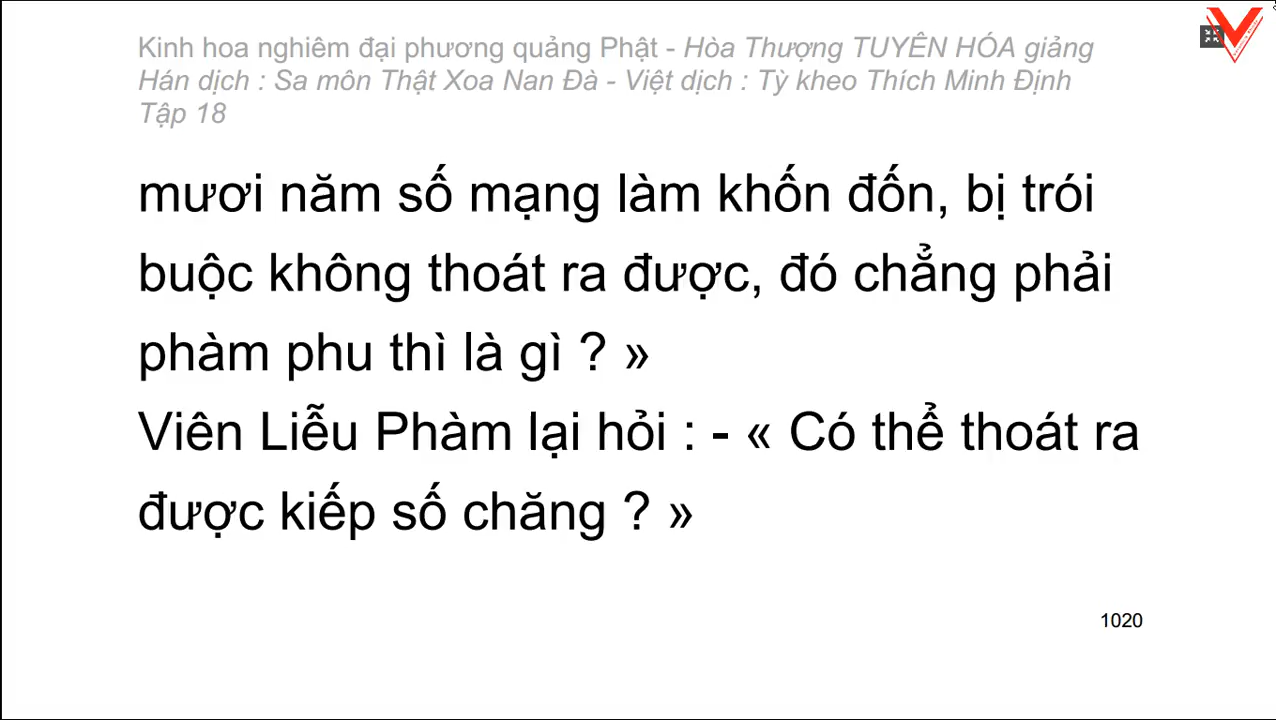 Kinh hoa nghiêm đại phương quảng Phật - Hòa Thượng TUYÊN HÓA giảng
Hán dịch : Sa môn Thật Xoa Nan Đà - Việt dịch : Tỳ kheo Thích Minh Định
Tập 18
mươi năm số mạng làm khốn đốn, bị trói
buộc không thoát ra được, đó chẳng phải
phàm phu thì là gì ? »
Viên Liễu Phàm lại hỏi : - « Có thể thoát ra
được kiếp số chăng ? »
1020